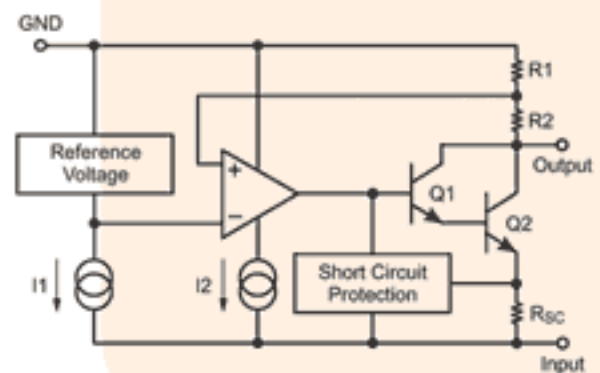 GND
R1
R2
Reference
Voltage
+
Output
Q1
−
Q2
I1
I2
Short Circuit
Protection
RSC
Input